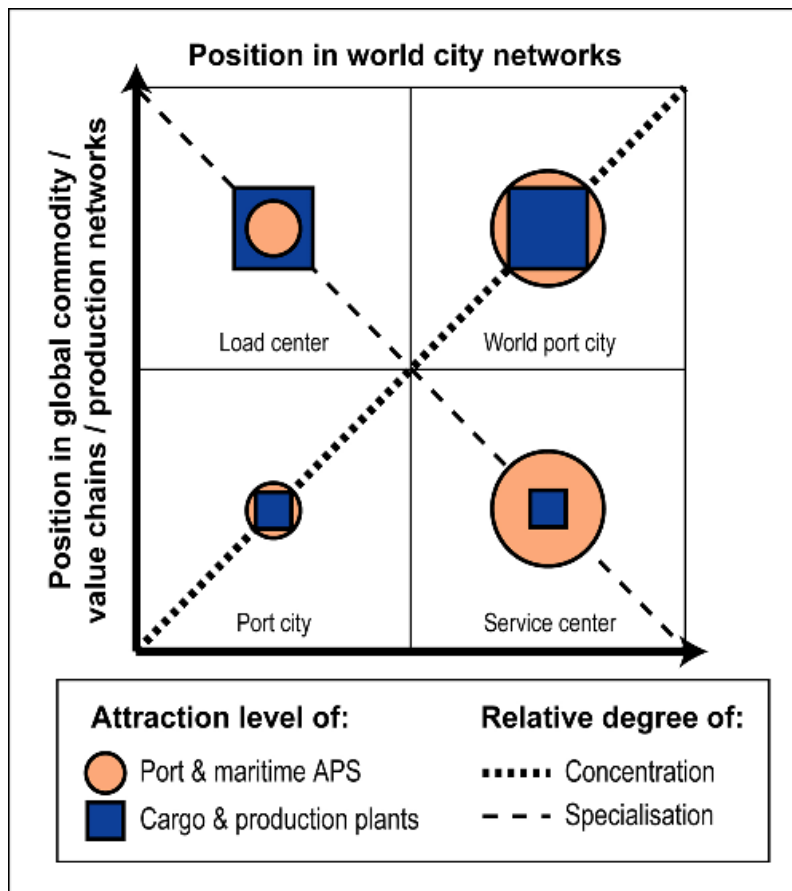 Position in world city networks
Position in global commodity /
value chains / production networks
Load center
World port city
Port city
Service center
Attraction level of:
Port & maritime APS
Cargo & production plants
Relative degree of:
Concentration
Specialisation